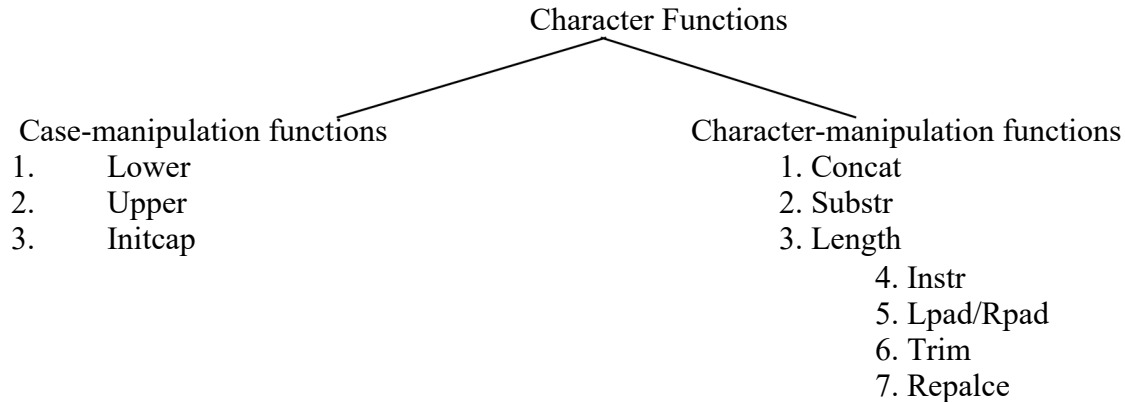 Character Functions
Case-manipulation functions
1. Lower
2. Upper
3. Initcap
Character-manipulation functions
1. Concat
2. Substr
3. Length
4. Instr
5. Lpad/Rpad
6. Trim
7. Repalce